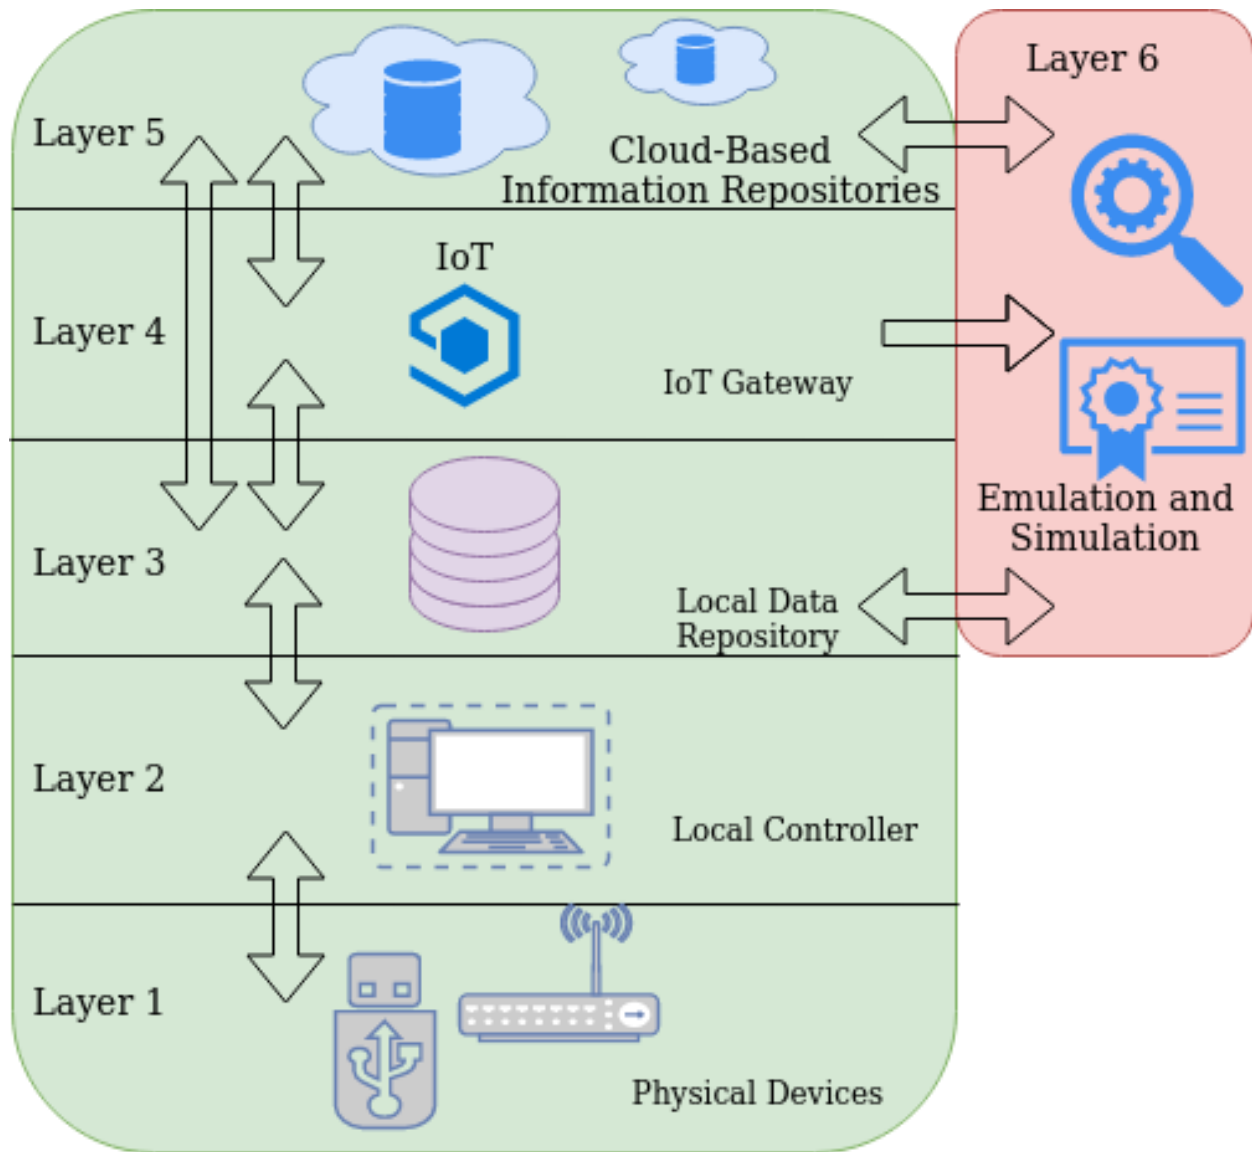 Layer 6
Layer 5
Cloud-Based
Information Repositories
IoT
Layer 4
IoT Gateway
Emulation and
Simulation
Layer 3
Local Data
Repository
Layer 2
Local Controller
Layer 1
Physical Devices